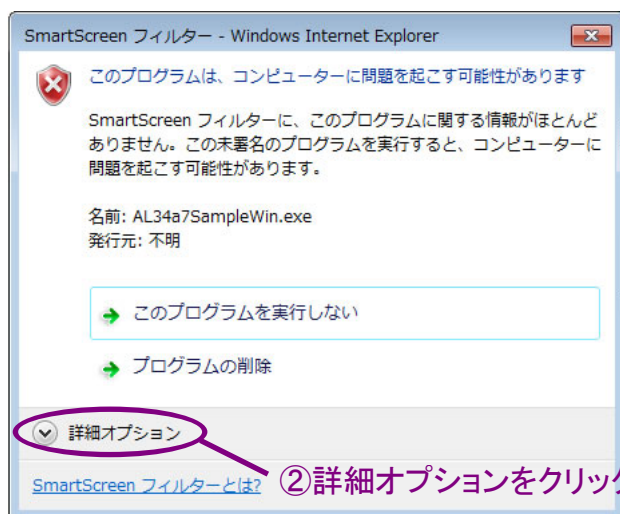 SmartScreen フィルター - Windows Internet Explorer
このプログラムは、コンピューターに問題を起こす可能性があります
SmartScreen フィルターに、このプログラムに関する情報がほとんど
ありません。この未署名のプログラムを実行すると、コンピューターに
問題を起こす可能性があります。
名前: AL34a7SampleWin.exe
発行元: 不明
このプログラムを実行しない
プログラムの削除
詳細オプション
SmartScreen フィルターとは?
②詳細オプションをクリック